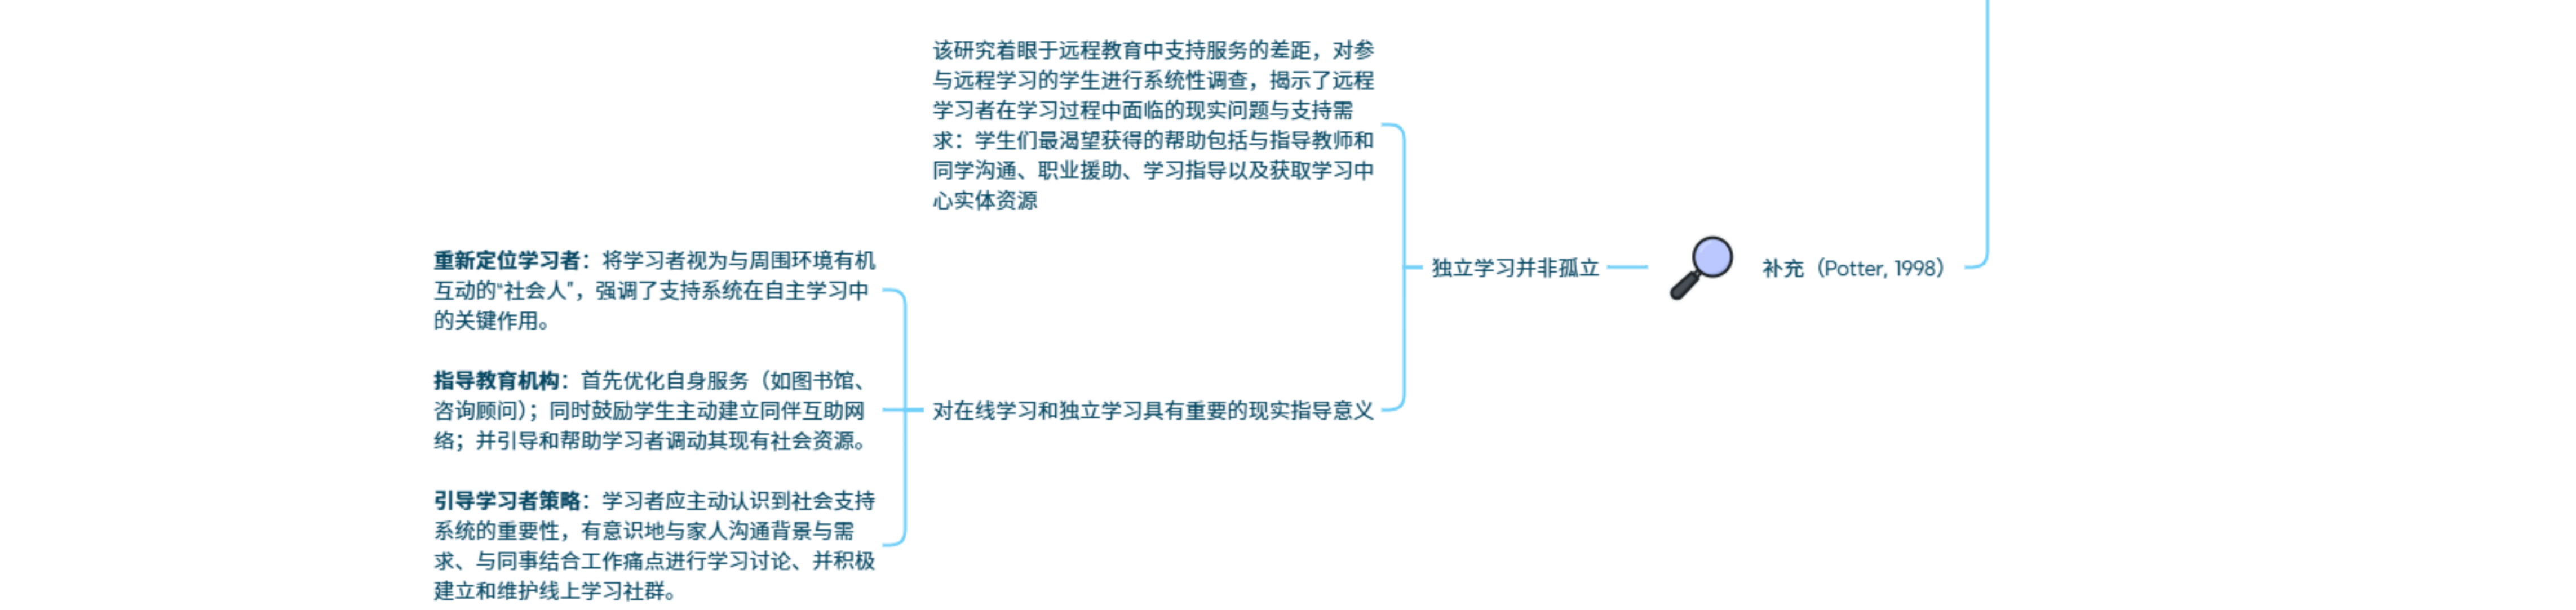 该研究着眼于远程教育中支持服务的差距，对参
与远程学习的学生进行系统性调查，揭示了远程
学习者在学习过程中面临的现实问题与支持需
求：学生们最渴望获得的帮助包括与指导教师和
同学沟通、职业援助、学习指导以及获取学习中
心实体资源
重新定位学习者：将学习者视为与周围环境有机
互动的“社会人”，强调了支持系统在自主学习中
的关键作用。
独立学习并非孤立
补充（Potter, 1998）
指导教育机构：首先优化自身服务（如图书馆、
咨询顾问）；同时鼓励学生主动建立同伴互助网
络；并引导和帮助学习者调动其现有社会资源。
对在线学习和独立学习具有重要的现实指导意义
引导学习者策略：学习者应主动认识到社会支持
系统的重要性，有意识地与家人沟通背景与需
求、与同事结合工作痛点进行学习讨论、并积极
建立和维护线上学习社群。